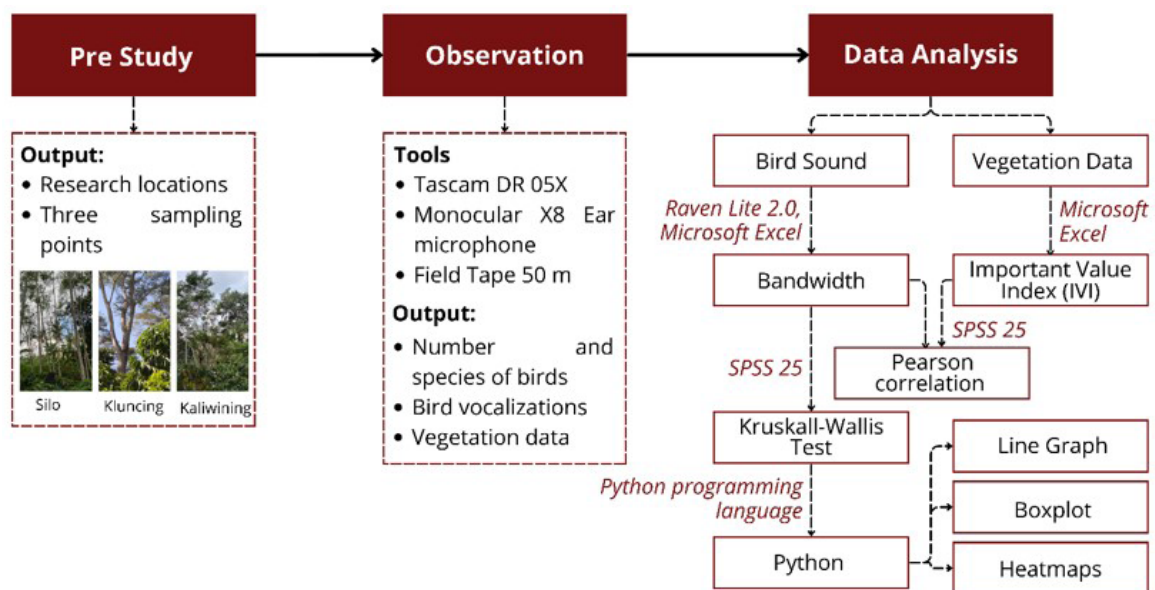 Pre Study
Output:
• Research locations
• Three sampling
points
Silo
Kluncing
Kaliwining
Observation
Tools
• Tascam DR 05X
• Monocular X8 Ear
microphone
• Field Tape 50 m
Output:
• Number and
species of birds
• Bird vocalizations
• Vegetation data
Data Analysis
Bird Sound
Vegetation Data
Raven Lite 2.0,
Microsoft Excel
Microsoft
Excel
Bandwidth
Important Value
Index (IVI)
SPSS 25
SPSS 25
Pearson
correlation
Kruskall-Wallis
Test
Python programming
language
Python
Line Graph
Boxplot
Heatmaps